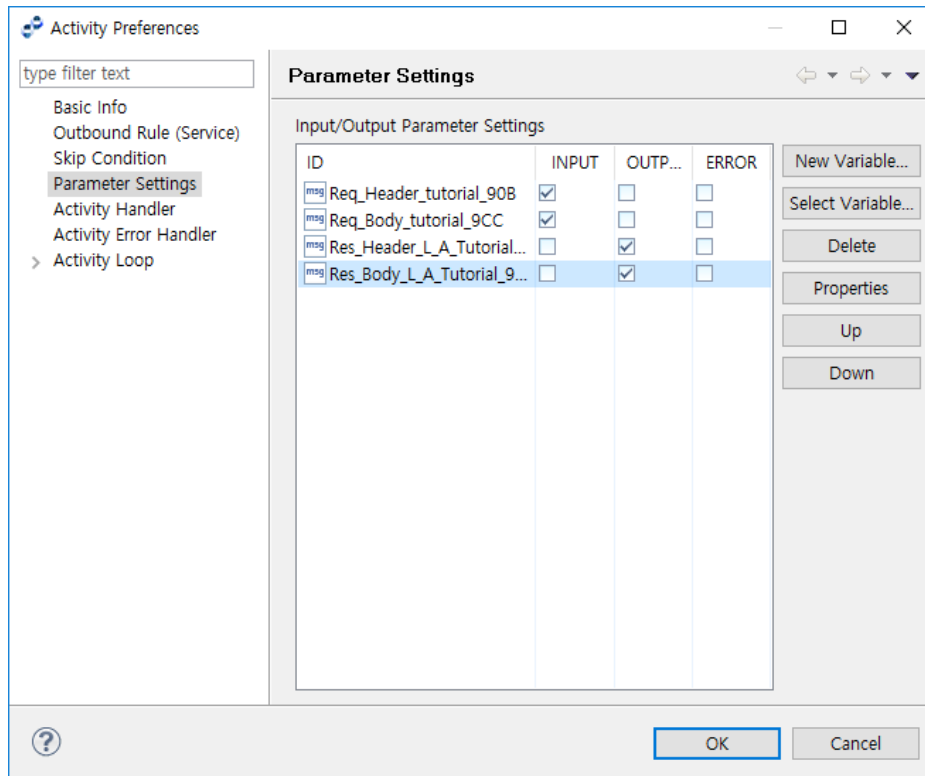 Activity Preferences
type filter text
Basic Info
Outbound Rule (Service)
Skip Condition
Parameter Settings
Activity Handler
Activity Error Handler
Activity Loop
Parameter Settings
Input/Output Parameter Settings
ID INPUT OUTP... ERROR
msg Req_Header_tutorial_90B
msg Req_Body_tutorial_9CC
msg Res_Header_L_A_Tutorial...
msg Res_Body_L_A_Tutorial_9...
New Variable...
Select Variable...
Delete
Properties
Up
Down
?
OK
Cancel